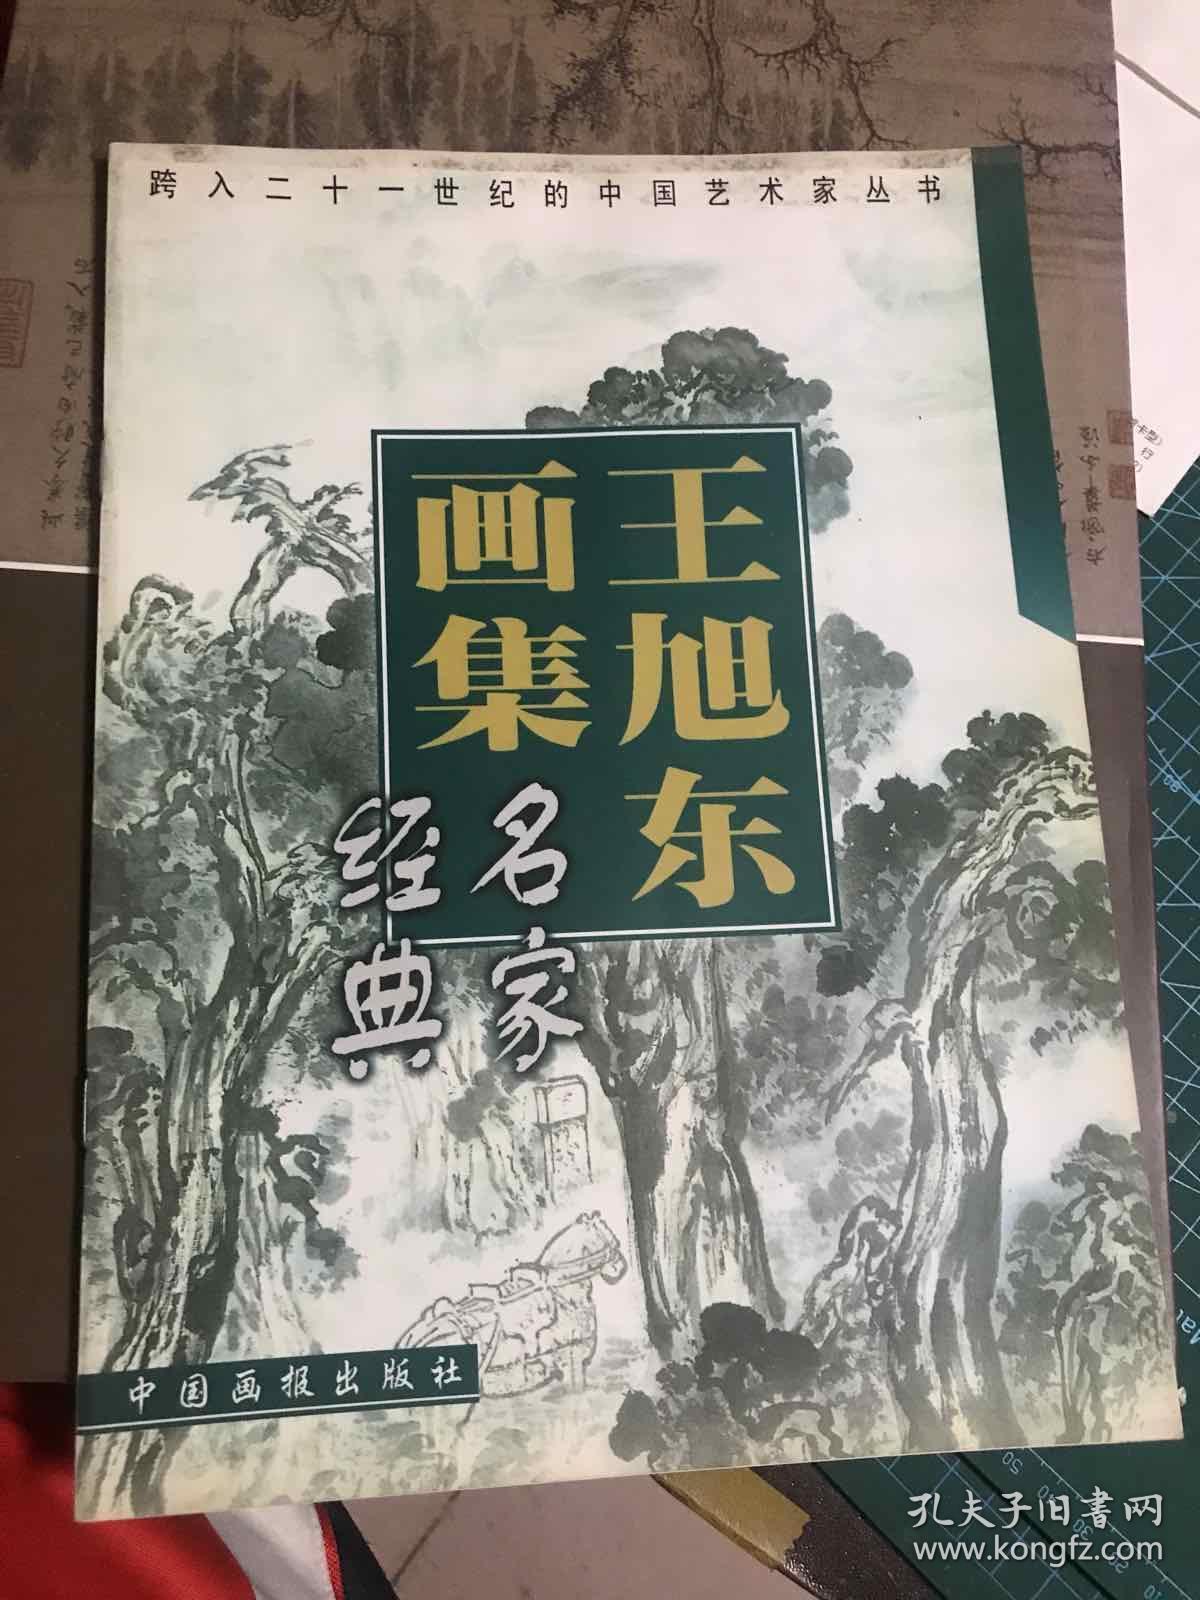 跨入二十一世纪的中国艺术家丛书
王旭东
画集
名家
经典
中国画报出版社
孔夫子旧書网
www.kongfz.com